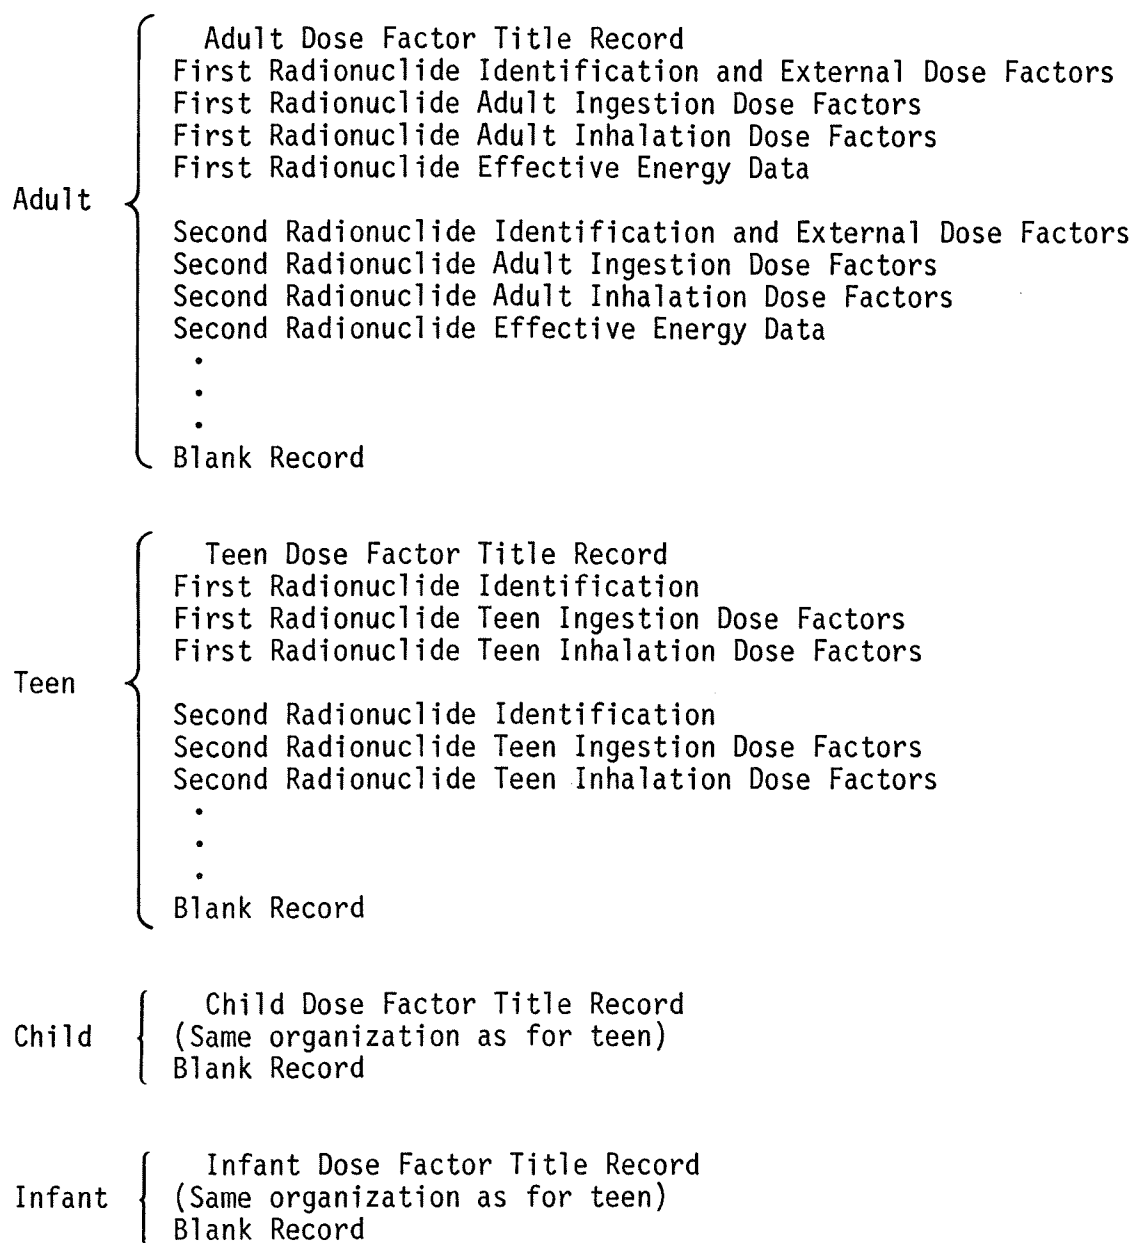 Adult Dose Factor Title Record
First Radionuclide Identification and External Dose Factors
First Radionuclide Adult Ingestion Dose Factors
First Radionuclide Adult Inhalation Dose Factors
First Radionuclide Effective Energy Data
Adult
Second Radionuclide Identification and External Dose Factors
Second Radionuclide Adult Ingestion Dose Factors
Second Radionuclide Adult Inhalation Dose Factors
Second Radionuclide Effective Energy Data
.
.
.
Blank Record
Teen Dose Factor Title Record
First Radionuclide Identification
First Radionuclide Teen Ingestion Dose Factors
First Radionuclide Teen Inhalation Dose Factors
Teen
Second Radionuclide Identification
Second Radionuclide Teen Ingestion Dose Factors
Second Radionuclide Teen Inhalation Dose Factors
.
.
.
Blank Record
Child Dose Factor Title Record
Child (Same organization as for teen)
Blank Record
Infant Dose Factor Title Record
Infant (Same organization as for teen)
Blank Record